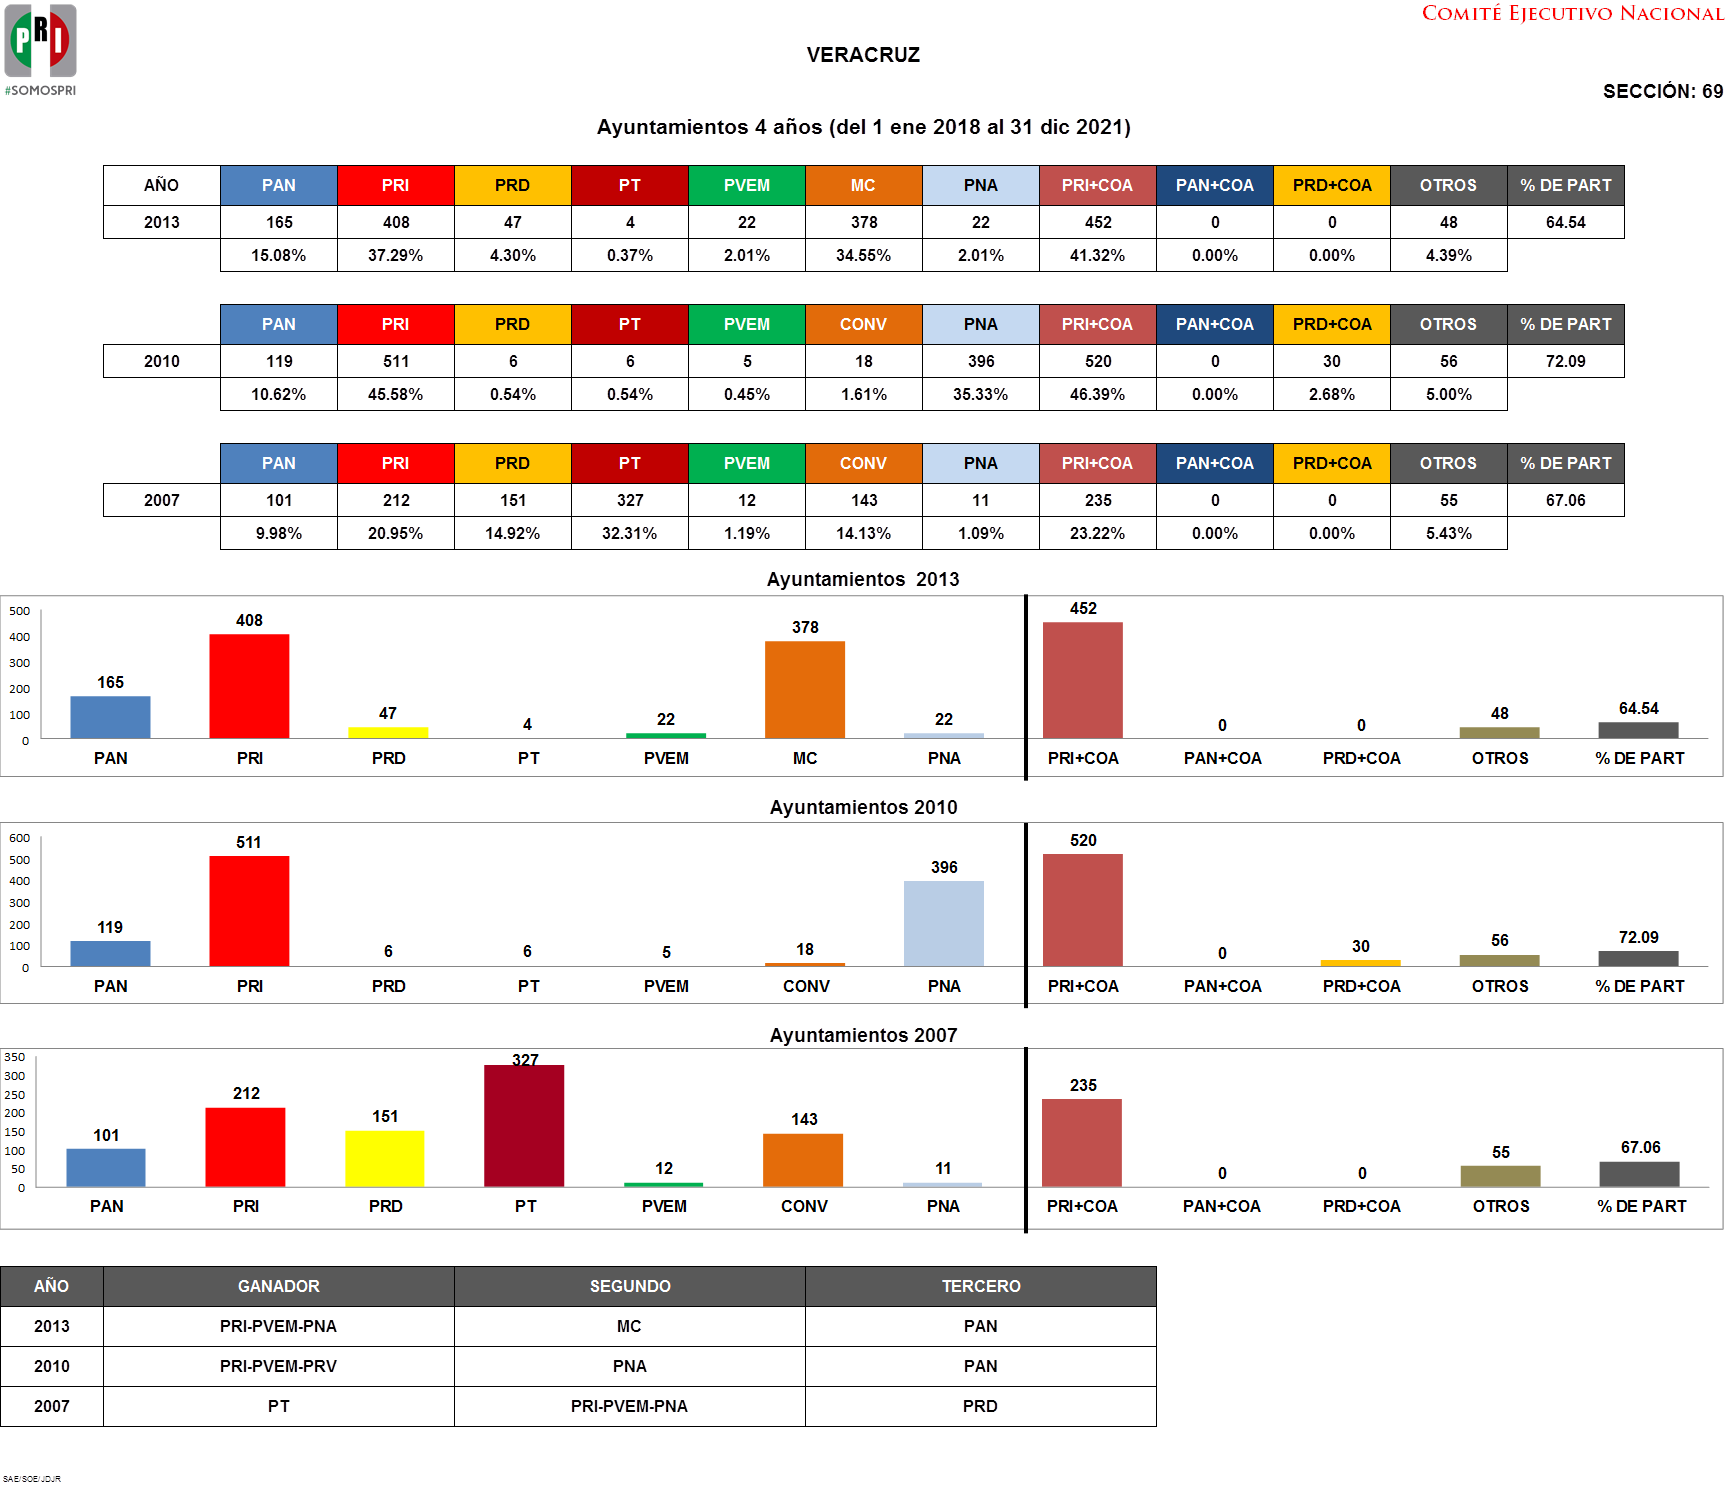 PRI
#SOMOSPRI
COMITÉ EJECUTIVO NACIONAL
VERACRUZ
SECCIÓN: 69
Ayuntamientos 4 años (del 1 ene 2018 al 31 dic 2021)
AÑO PAN PRI PRD PT PVEM MC PNA PRI+COA PAN+COA PRD+COA OTROS % DE PART
2013 165 408 47 4 22 378 22 452 0 0 48 64.54
15.08% 37.29% 4.30% 0.37% 2.01% 34.55% 2.01% 41.32% 0.00% 0.00% 4.39%
PAN PRI PRD PT PVEM CONV PNA PRI+COA PAN+COA PRD+COA OTROS % DE PART
2010 119 511 6 6 5 18 396 520 0 30 56 72.09
10.62% 45.58% 0.54% 0.54% 0.45% 1.61% 35.33% 46.39% 0.00% 2.68% 5.00%
PAN PRI PRD PT PVEM CONV PNA PRI+COA PAN+COA PRD+COA OTROS % DE PART
2007 101 212 151 327 12 143 11 235 0 0 55 67.06
9.98% 20.95% 14.92% 32.31% 1.19% 14.13% 1.09% 23.22% 0.00% 0.00% 5.43%
Ayuntamientos 2013
500
400
300
200
100
0
165 408 47 4 22 378 22 452 0 0 48 64.54
PAN PRI PRD PT PVEM MC PNA PRI+COA PAN+COA PRD+COA OTROS % DE PART
Ayuntamientos 2010
600
500
400
300
200
100
0
119 511 6 6 5 18 396 520 0 30 56 72.09
PAN PRI PRD PT PVEM CONV PNA PRI+COA PAN+COA PRD+COA OTROS % DE PART
Ayuntamientos 2007
350
300
250
200
150
100
50
0
101 212 151 327 12 143 11 235 0 0 55 67.06
PAN PRI PRD PT PVEM CONV PNA PRI+COA PAN+COA PRD+COA OTROS % DE PART
AÑO GANADOR SEGUNDO TERCERO
2013 PRI-PVEM-PNA MC PAN
2010 PRI-PVEM-PRV PNA PAN
2007 PT PRI-PVEM-PNA PRD
SAE/SOE/JDJR